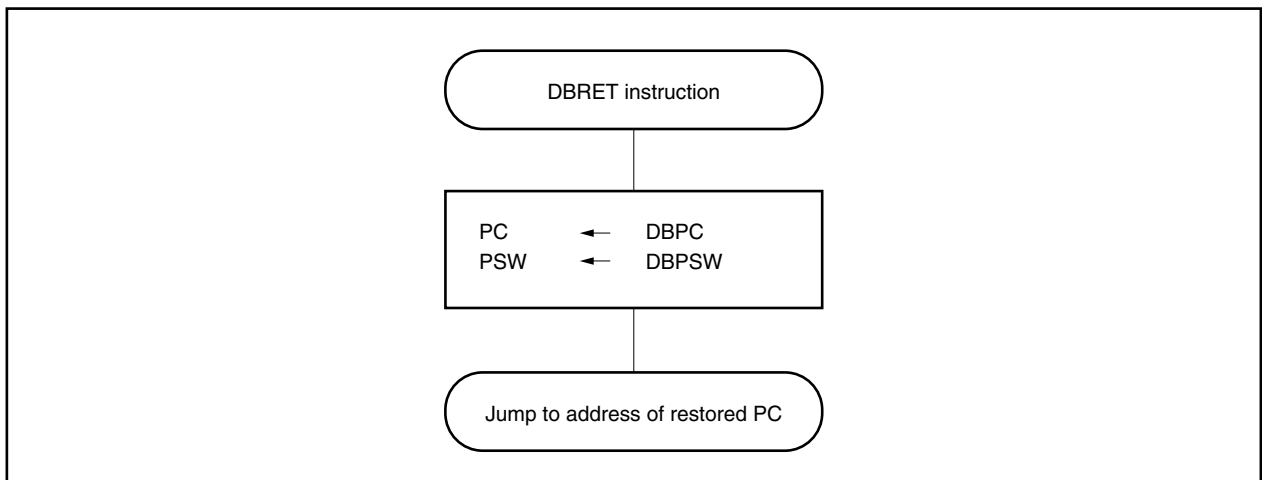 DBRET instruction
PC ← DBPC
PSW ← DBPSW
Jump to address of restored PC